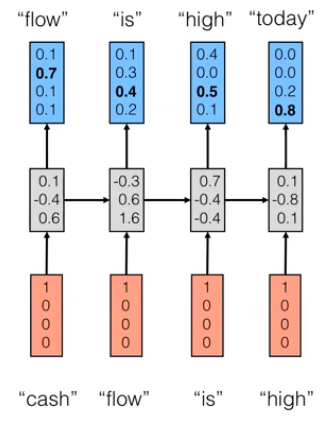 “flow” “is” “high” “today”
0.1 0.1 0.4 0.0
0.7 0.3 0.0 0.0
0.1 0.4 0.5 0.2
0.1 0.2 0.1 0.8
0.1 -0.3 0.7 0.1
-0.4 0.6 -0.4 -0.8
0.6 1.6 -0.4 0.1
1 1 1 1
0 0 0 0
0 0 0 0
0 0 0 0
“cash” “flow” “is” “high”